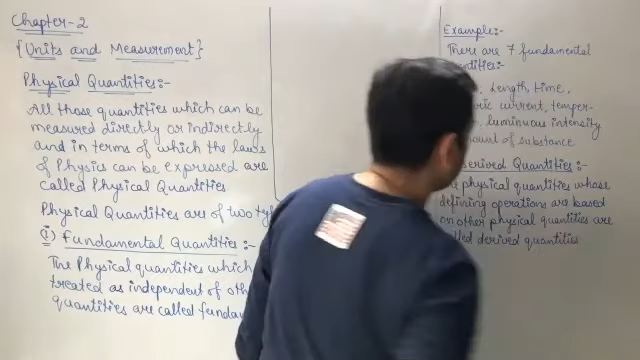 Chapter-2
{Units and Measurement}
Physical Quantities:-
All those quantities which can be
measured directly or indirectly
and in terms of which the laws
of Physics can be expressed are
called Physical Quantities
Physical Quantities are of two
(1) Fundamental Quantities :-
The Physical quantities which
treated as independent of
quantities are called
Example:-
There are 7 fundamental
Length, time,
current,
luminous intensity
of substance
Derived Quantities :-
physical quantities whose
defining operations are based
on other physical quantities are
derived quantities